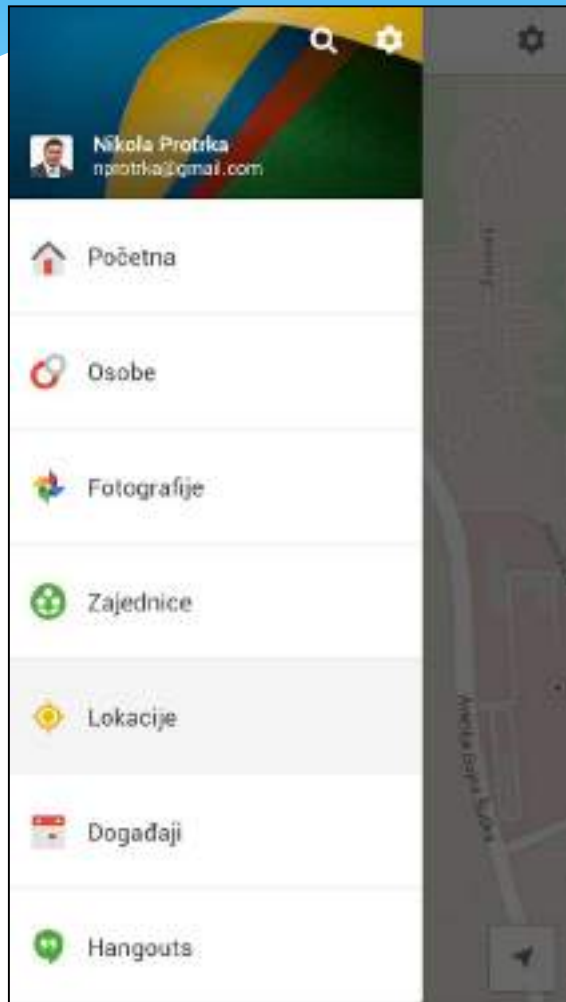 Nikola Protrka
nprotrka@gmail.com
Početna
Osobe
Fotografije
Zajednice
Lokacije
Događaji
Hangouts